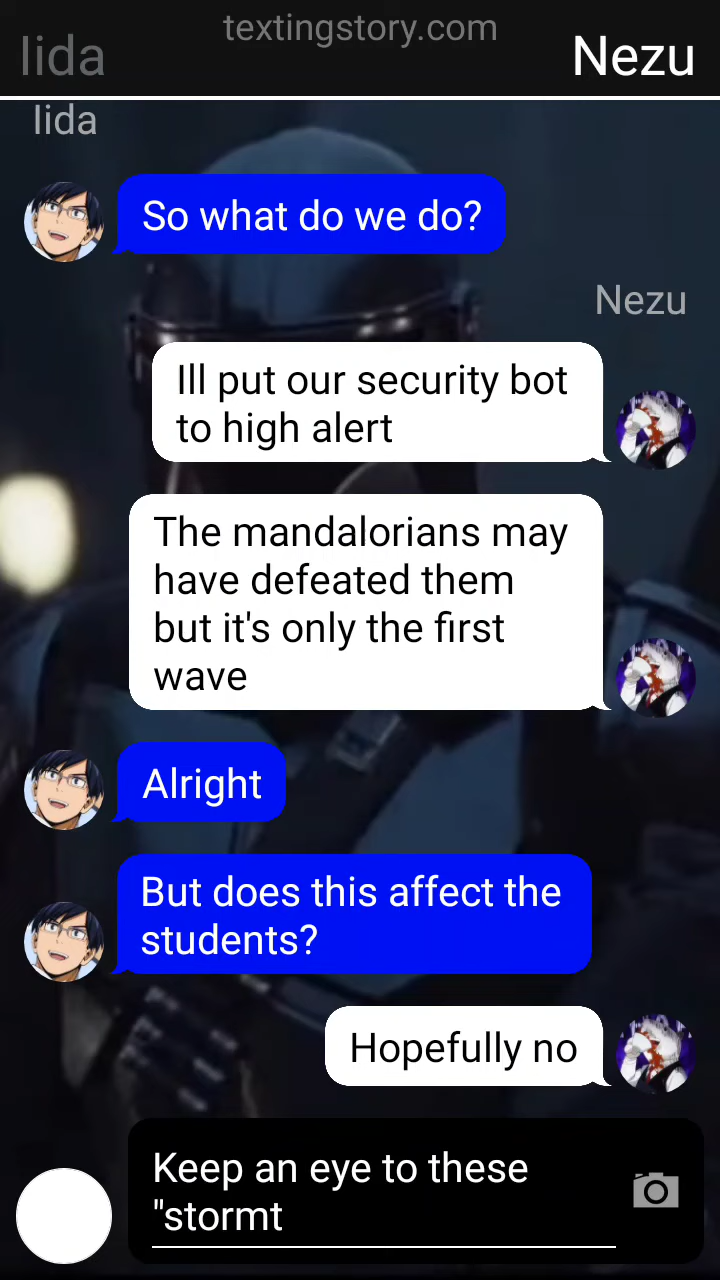 textingstory.com
Iida
Nezu
Iida
So what do we do?
Nezu
Ill put our security bot
to high alert
The mandalorians may
have defeated them
but it's only the first
wave
Alright
But does this affect the
students?
Hopefully no
Keep an eye to these
"stormt